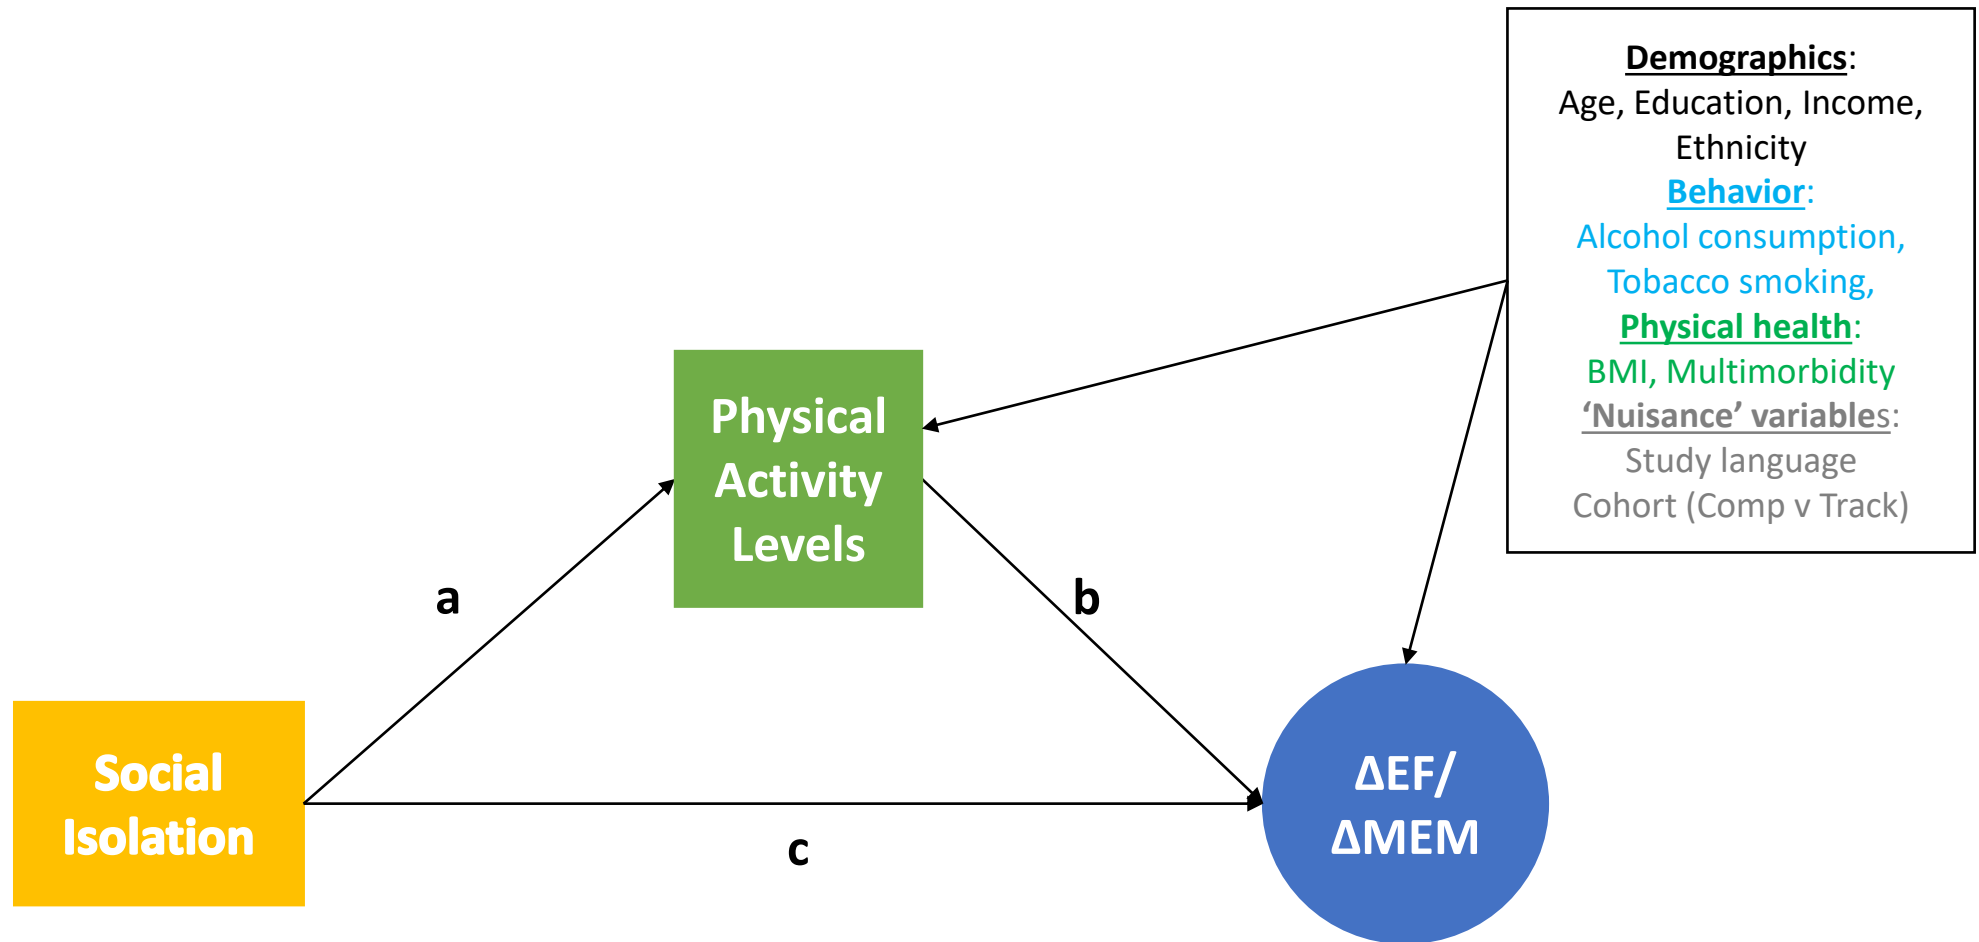 Demographics:
Age, Education, Income,
Ethnicity
Behavior:
Alcohol consumption,
Tobacco smoking,
Physical health:
BMI, Multimorbidity
‘Nuisance’ variables:
Study language
Cohort (Comp v Track)
Physical
Activity
Levels
a
b
Social
Isolation
c
ΔEF/
ΔMEM